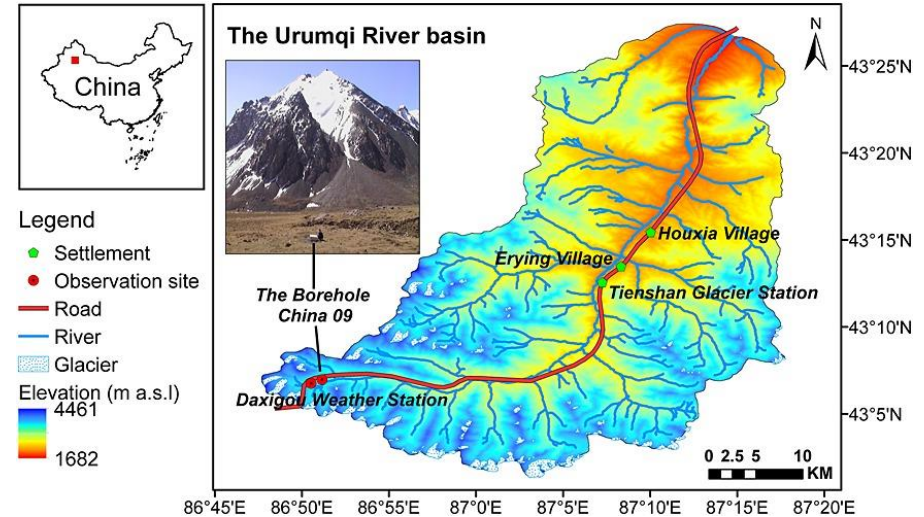 China
The Urumqi River basin
N
Legend
Settlement
Observation site
Road
River
Glacier
Elevation (m a.s.l)
4461
1682
The Borehole
China 09
Daxigou Weather Station
Erying Village
Houxia Village
Tienshan Glacier Station
0 2.5 5 10
KM
43°25'N
43°20'N
43°15'N
43°10'N
43°5'N
86°45'E 86°50'E 86°55'E 87°0'E 87°5'E 87°10'E 87°15'E 87°20'E